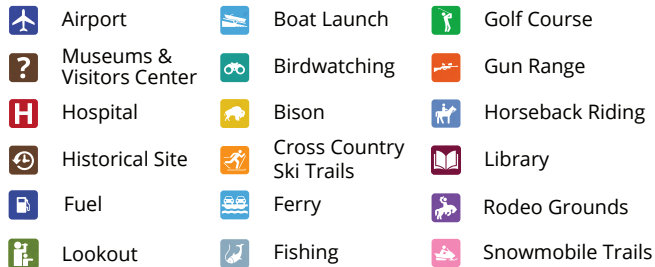 Airport
Museums &
Visitors Center
?
H
Hospital
Historical Site
Fuel
Lookout
Boat Launch
Birdwatching
Bison
Cross Country
Ski Trails
Ferry
Fishing
Golf Course
Gun Range
Horseback Riding
Library
Rodeo Grounds
Snowmobile Trails